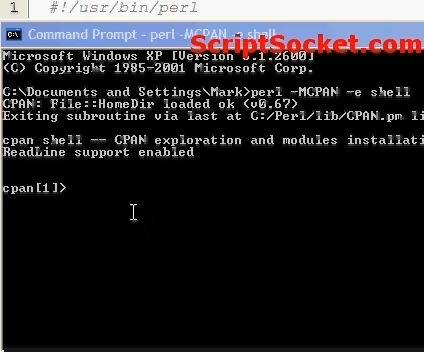 1 #!/usr/bin/perl
Command Prompt - perl -MCPAN -e shell
ScriptSocket.com
Microsoft Windows XP [Version 5.1.2600]
(C) Copyright 1985-2001 Microsoft Corp.
C:\Documents and Settings\Mark>perl -MCPAN -e shell
CPAN: File::HomeDir loaded ok (v0.67)
Exiting subroutine via last at C:/Perl/lib/CPAN.pm li
cpan shell -- CPAN exploration and modules installati
ReadLine support enabled
cpan[1]>